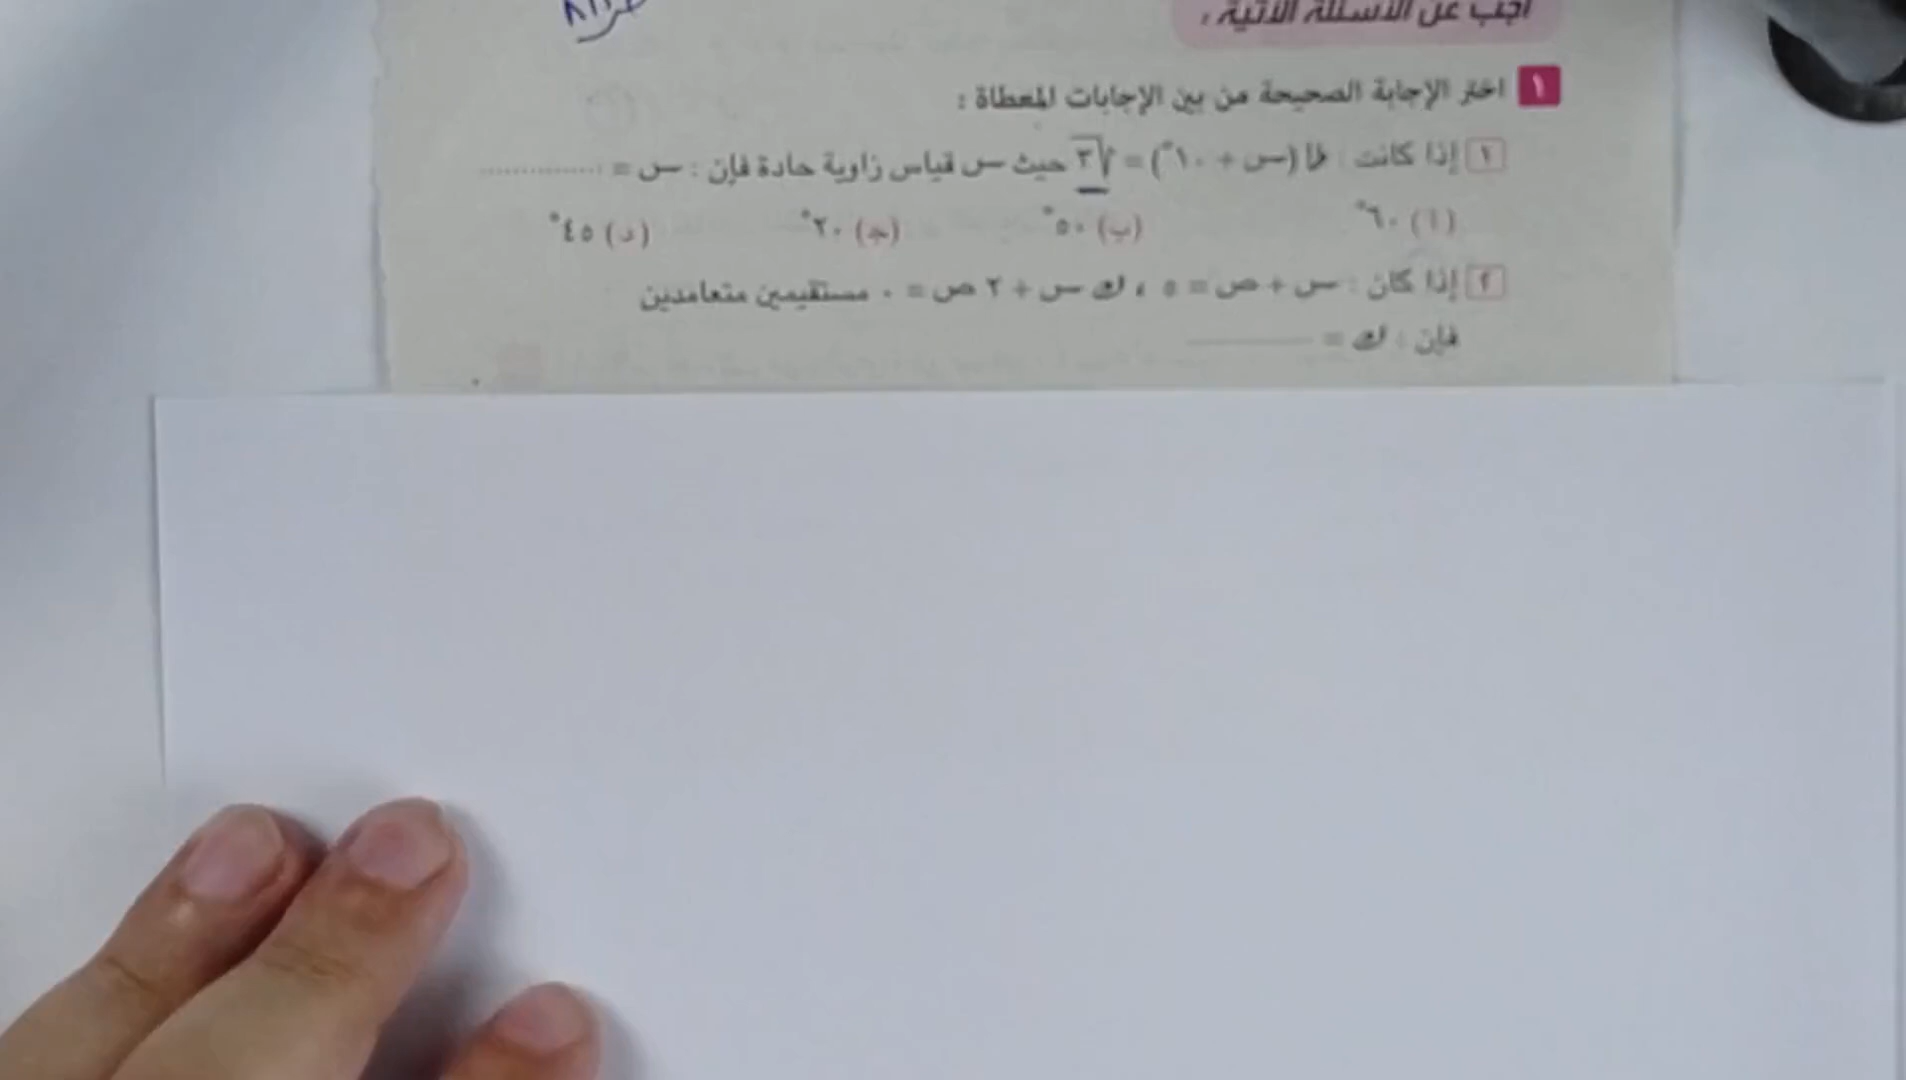 أجب عن الأسئلة الآتية :
١ اختر الإجابة الصحيحة من بين الإجابات المعطاة :
١ إذا كانت : طا (س + ١٠°) = √٣ حيث س قياس زاوية حادة فإن : س = ..............
(أ) ٦٠° (ب) ٥٠° (جـ) ٢٠° (د) ٤٥°
٢ إذا كان : س + ص = ٥ ، ك س + ٢ ص = ٠ مستقيمين متعامدين
فإن : ك = ..............